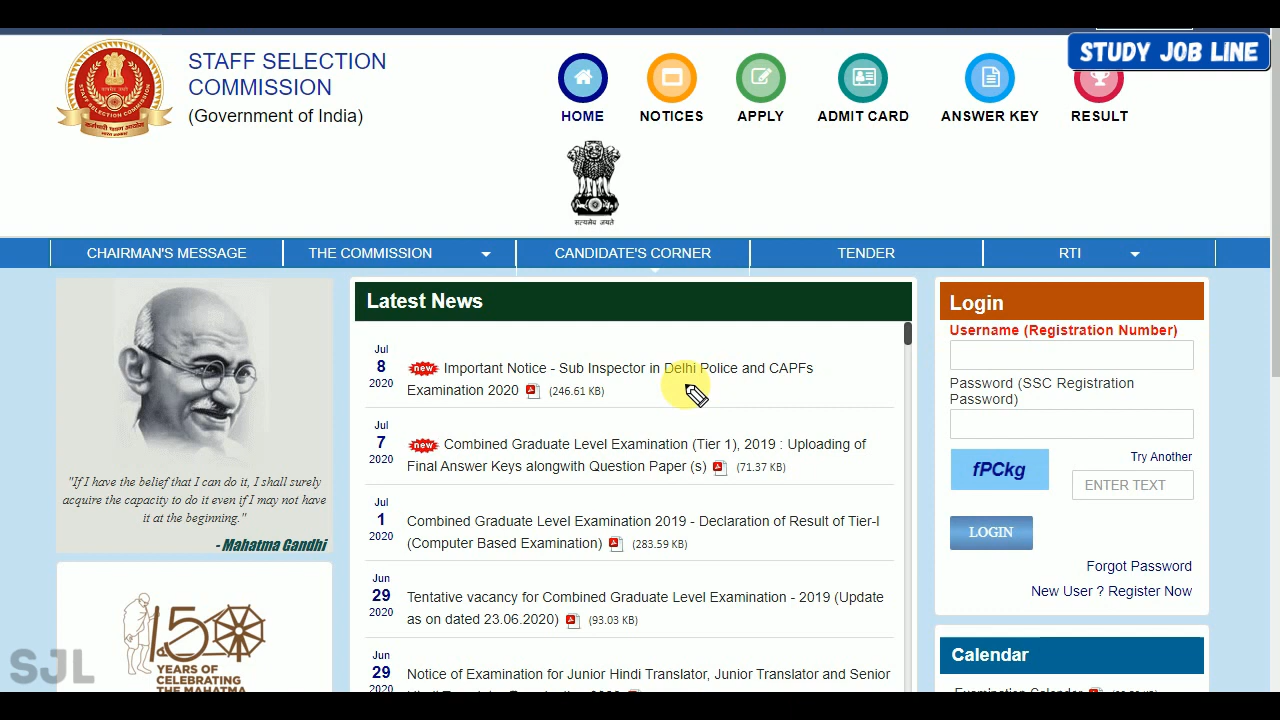 STUDY JOB LINE
STAFF SELECTION
COMMISSION
(Government of India)
HOME
NOTICES
APPLY
ADMIT CARD
ANSWER KEY
RESULT
सत्यमेव जयते
CHAIRMAN'S MESSAGE
THE COMMISSION
CANDIDATE'S CORNER
TENDER
RTI
"If I have the belief that I can do it, I shall surely
acquire the capacity to do it even if I may not have
it at the beginning."
- Mahatma Gandhi
150
YEARS OF
CELEBRATING
THE MAHATMA
SJL
Latest News
Jul
8
2020
new Important Notice - Sub Inspector in Delhi Police and CAPFs
Examination 2020 (246.61 KB)
Jul
7
2020
new Combined Graduate Level Examination (Tier 1), 2019 : Uploading of
Final Answer Keys alongwith Question Paper (s) (71.37 KB)
Jul
1
2020
Combined Graduate Level Examination 2019 - Declaration of Result of Tier-I
(Computer Based Examination) (283.59 KB)
Jun
29
2020
Tentative vacancy for Combined Graduate Level Examination - 2019 (Update
as on dated 23.06.2020) (93.03 KB)
Jun
29
2020
Notice of Examination for Junior Hindi Translator, Junior Translator and Senior
Login
Username (Registration Number)
Password (SSC Registration
Password)
fPCkg
Try Another
ENTER TEXT
LOGIN
Forgot Password
New User ? Register Now
Calendar
Examination Calendar